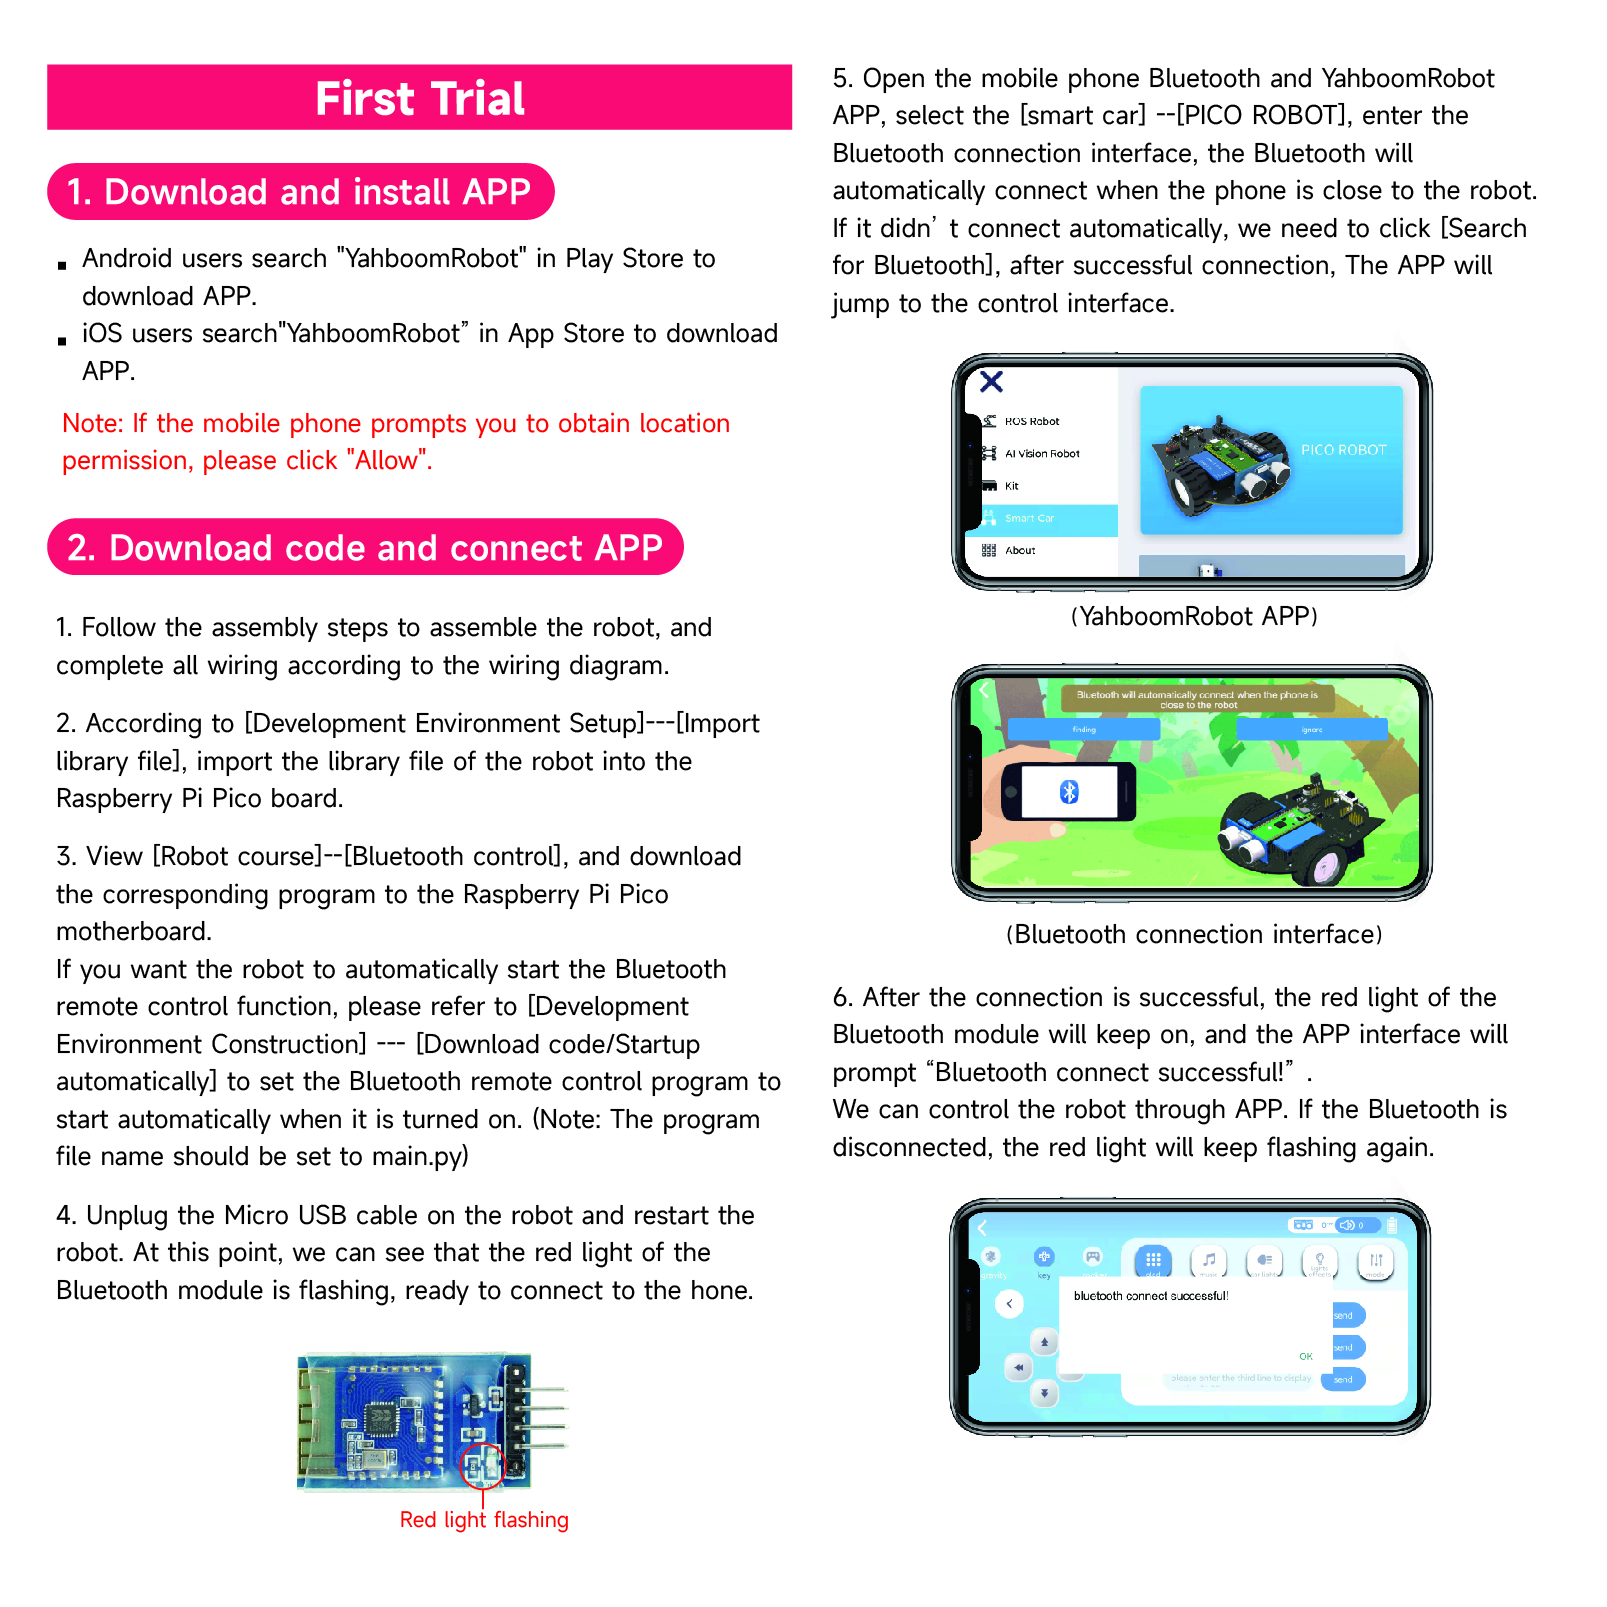 First Trial
1. Download and install APP
▪ Android users search "YahboomRobot" in Play Store to
download APP.
▪ iOS users search"YahboomRobot” in App Store to download
APP.
Note: If the mobile phone prompts you to obtain location
permission, please click "Allow".
2. Download code and connect APP
1. Follow the assembly steps to assemble the robot, and
complete all wiring according to the wiring diagram.
2. According to [Development Environment Setup]---[Import
library file], import the library file of the robot into the
Raspberry Pi Pico board.
3. View [Robot course]--[Bluetooth control], and download
the corresponding program to the Raspberry Pi Pico
motherboard.
If you want the robot to automatically start the Bluetooth
remote control function, please refer to [Development
Environment Construction] --- [Download code/Startup
automatically] to set the Bluetooth remote control program to
start automatically when it is turned on. (Note: The program
file name should be set to main.py)
4. Unplug the Micro USB cable on the robot and restart the
robot. At this point, we can see that the red light of the
Bluetooth module is flashing, ready to connect to the hone.
Red light flashing
5. Open the mobile phone Bluetooth and YahboomRobot
APP, select the [smart car] --[PICO ROBOT], enter the
Bluetooth connection interface, the Bluetooth will
automatically connect when the phone is close to the robot.
If it didn’ t connect automatically, we need to click [Search
for Bluetooth], after successful connection, The APP will
jump to the control interface.
ROS Robot
AI Vision Robot
Kit
Smart Car
About
PICO ROBOT
(YahboomRobot APP)
Bluetooth will automatically connect when the phone is
close to the robot
finding
ignore
(Bluetooth connection interface)
6. After the connection is successful, the red light of the
Bluetooth module will keep on, and the APP interface will
prompt “Bluetooth connect successful!” .
We can control the robot through APP. If the Bluetooth is
disconnected, the red light will keep flashing again.
0
gravity
key
music
car lights
lights
effects
mode
bluetooth connect successful!
OK
send
send
send
please enter the third line to display